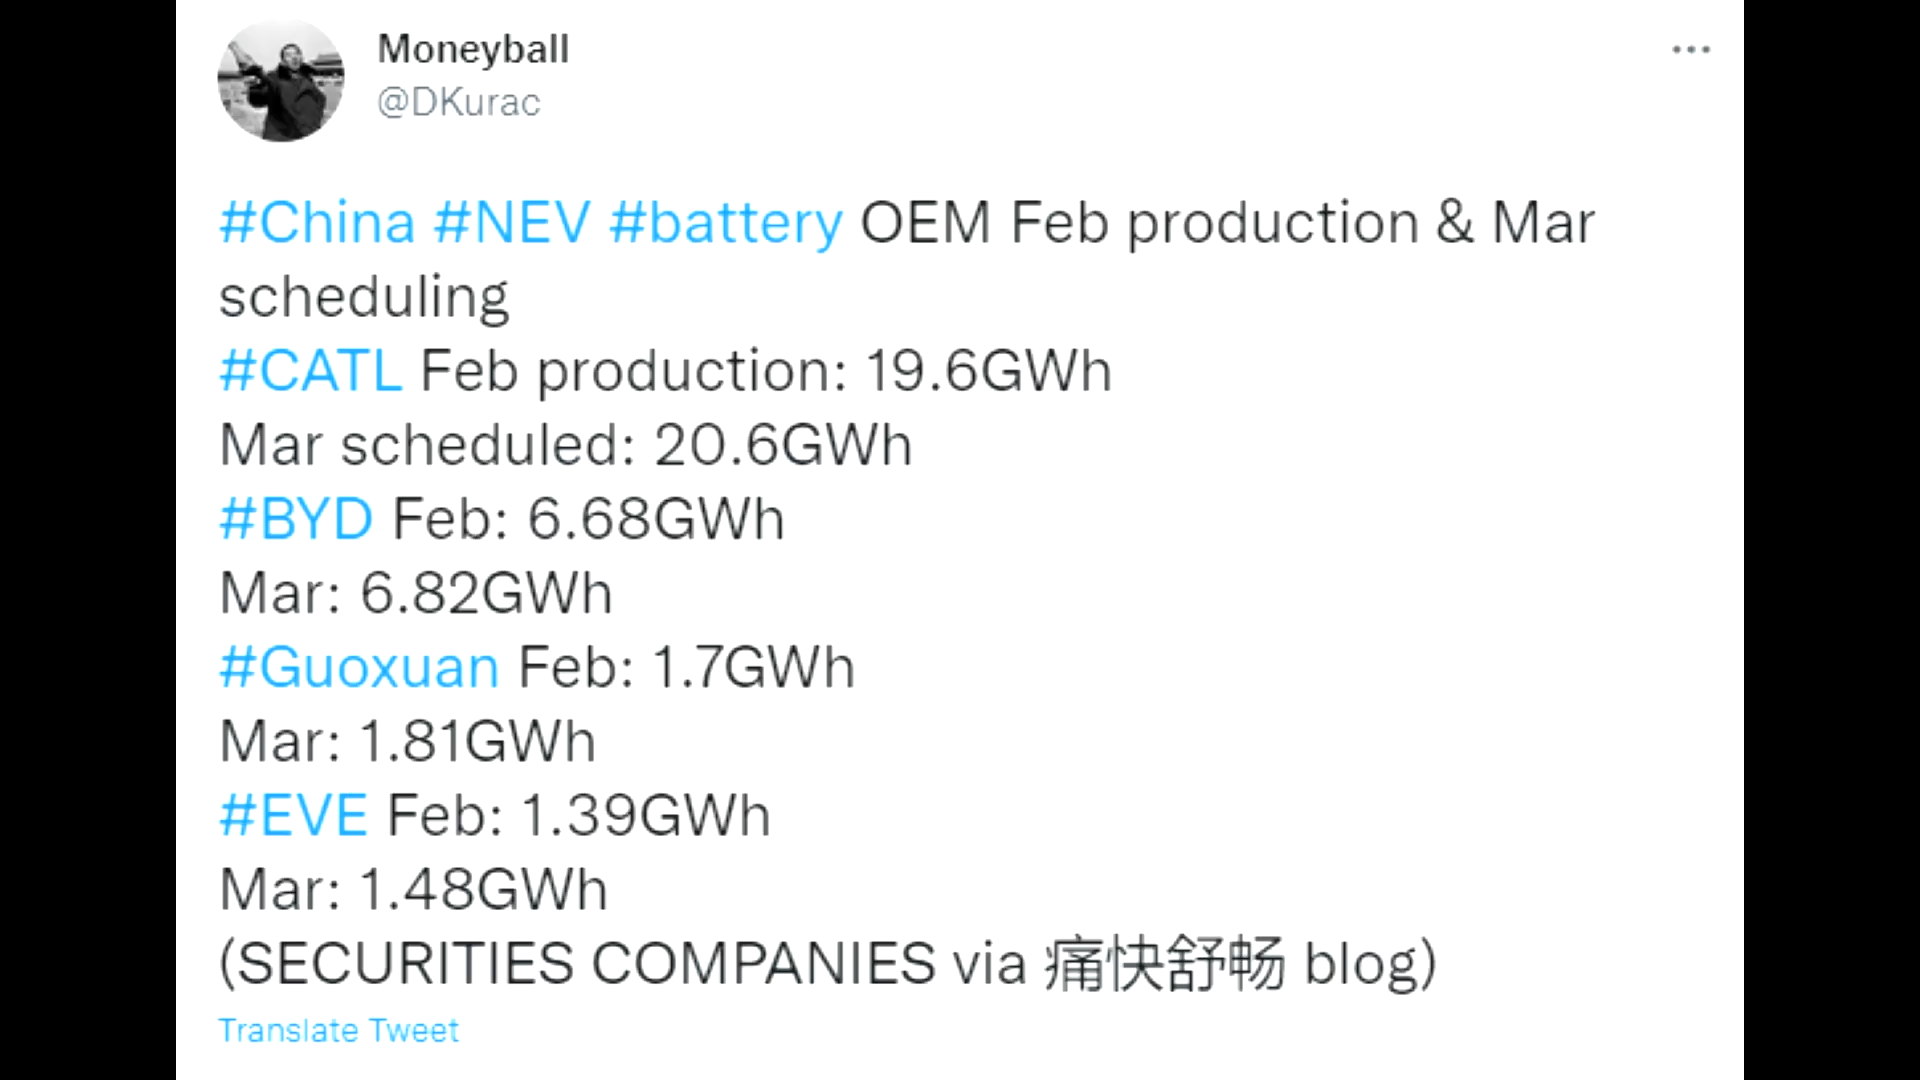 Moneyball
@DKurac
#China #NEV #battery OEM Feb production & Mar
scheduling
#CATL Feb production: 19.6GWh
Mar scheduled: 20.6GWh
#BYD Feb: 6.68GWh
Mar: 6.82GWh
#Guoxuan Feb: 1.7GWh
Mar: 1.81GWh
#EVE Feb: 1.39GWh
Mar: 1.48GWh
(SECURITIES COMPANIES via 痛快舒畅 blog)
Translate Tweet